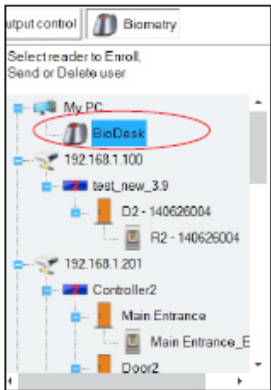 utput control Biometry
Select reader to Enroll,
Send or Delete user
My PC
BioDesk
192.168.1.100
test_new_3.9
D2 - 140626004
R2 - 140626004
192.168.1.201
Controller2
Main Entrance
Main Entrance_E
Door2